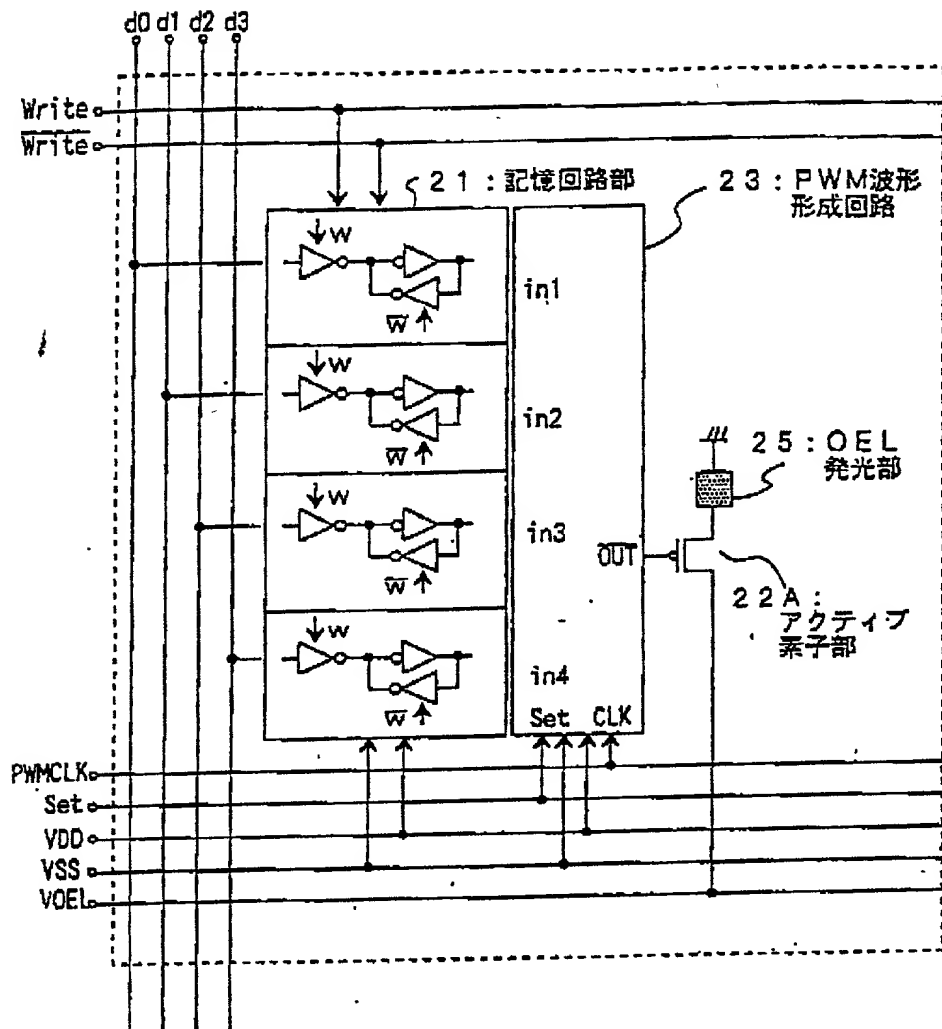 d0 d1 d2 d3
Write
W̅r̅i̅t̅e̅
21:記憶回路部
23:PWM波形
形成回路
W
W̅
in1
W
W̅
in2
W
W̅
in3
W
W̅
in4
O̅U̅T̅
Set CLK
25:OEL
発光部
22A:
アクティブ
素子部
PWMCLK
Set
VDD
VSS
VOEL